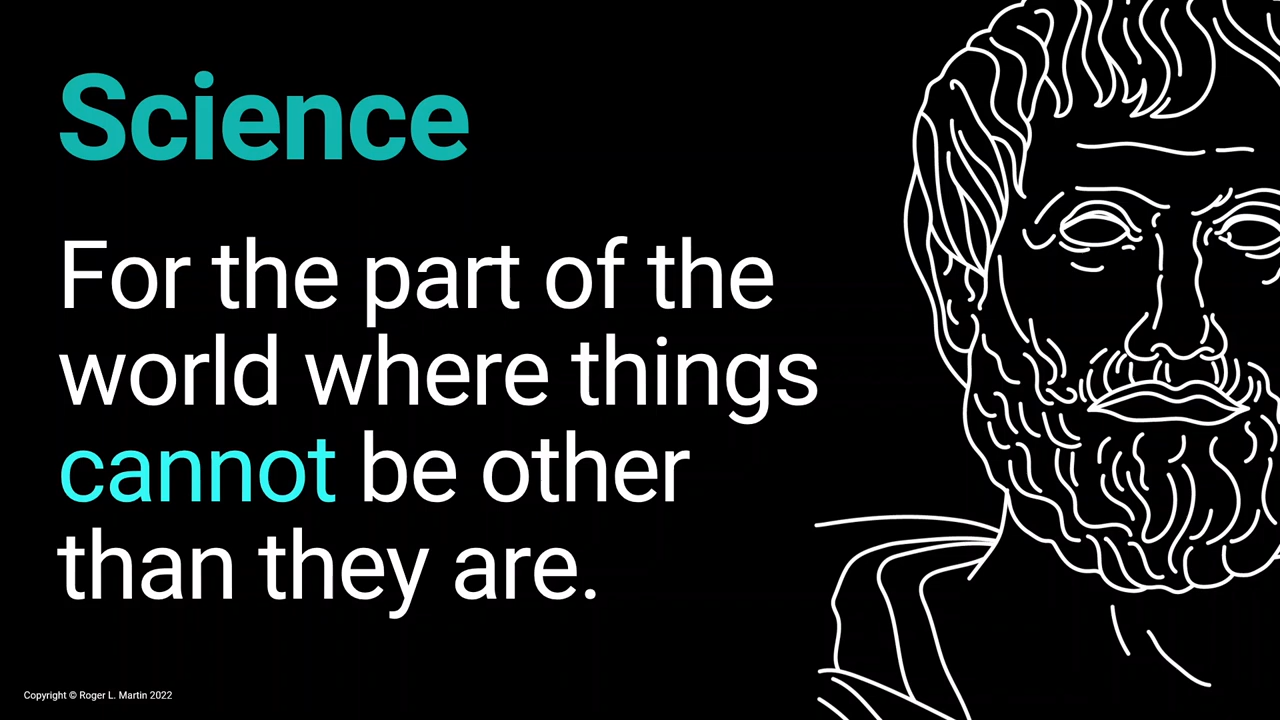 Science
For the part of the
world where things
cannot be other
than they are.
Copyright © Roger L. Martin 2022